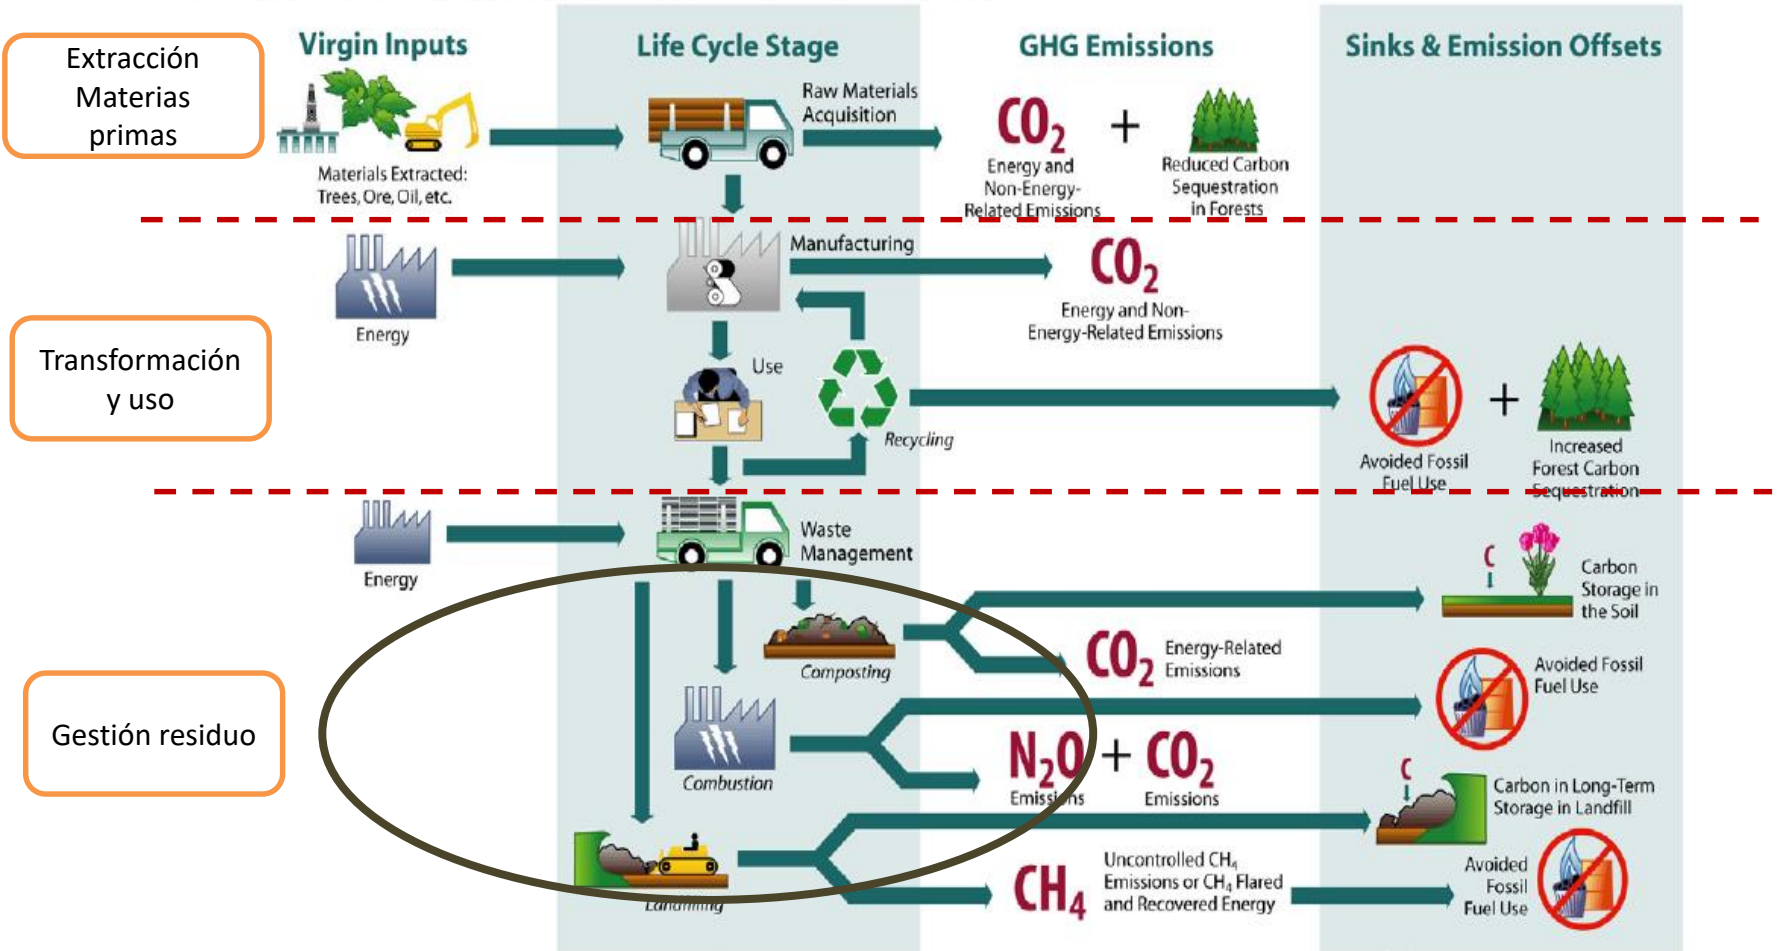 Extracción
Materias
primas
Virgin Inputs
Life Cycle Stage
GHG Emissions
Sinks & Emission Offsets
Materials Extracted:
Trees, Ore, Oil, etc.
Raw Materials
Acquisition
CO2
Energy and
Non-Energy-
Related Emissions
+
Reduced Carbon
Sequestration
in Forests
Transformación
y uso
Energy
Manufacturing
CO2
Energy and Non-
Energy-Related Emissions
Use
Recycling
Avoided Fossil
Fuel Use
+
Increased
Forest Carbon
Sequestration
Gestión residuo
Energy
Waste
Management
Composting
C
Carbon
Storage in
the Soil
CO2
Energy-Related
Emissions
Combustion
Avoided Fossil
Fuel Use
N2O
Emissions
+
CO2
Emissions
Landfilling
C
Carbon in Long-Term
Storage in Landfill
CH4
Uncontrolled CH4
Emissions or CH4 Flared
and Recovered Energy
Avoided
Fossil
Fuel Use